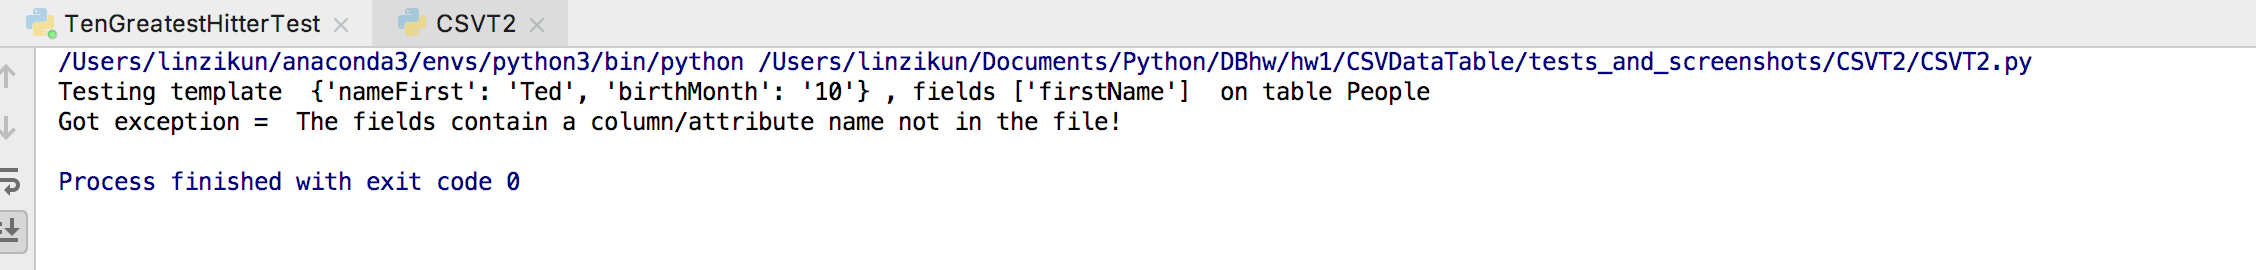 TenGreatestHitterTest CSVT2
/Users/linzikun/anaconda3/envs/python3/bin/python /Users/linzikun/Documents/Python/DBhw/hw1/CSVDataTable/tests_and_screenshots/CSVT2/CSVT2.py
Testing template  {'nameFirst': 'Ted', 'birthMonth': '10'} , fields ['firstName']  on table People
Got exception =  The fields contain a column/attribute name not in the file!
Process finished with exit code 0